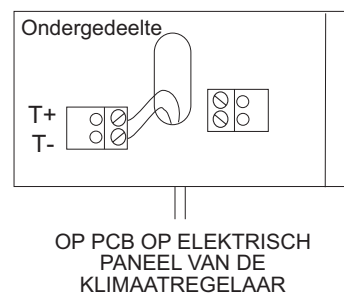 Ondergedeelte
T+
T-
OP PCB OP ELEKTRISCH
PANEEL VAN DE
KLIMAATREGELAAR